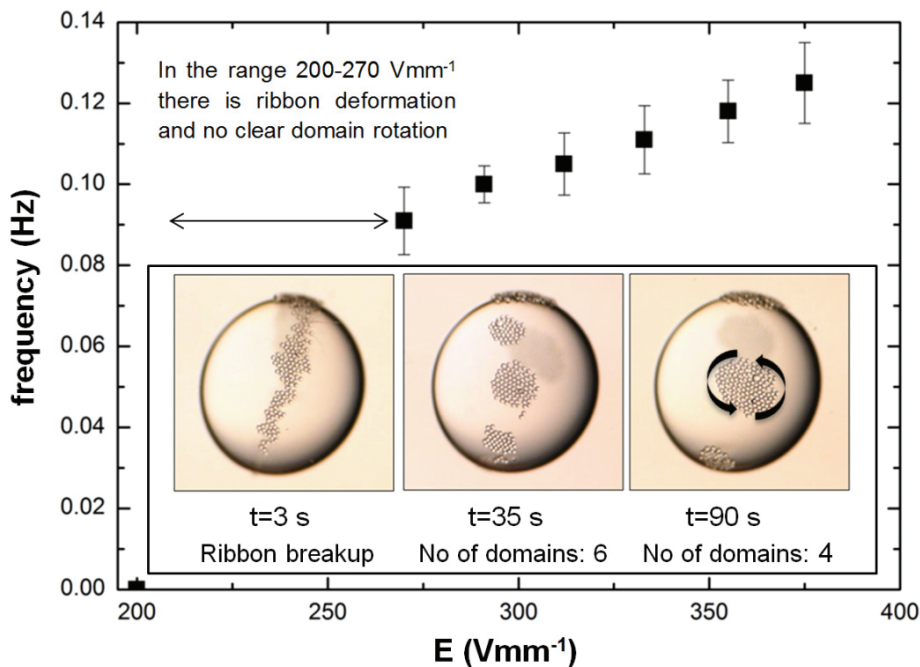 0.14
0.12
0.10
0.08
0.06
0.04
0.02
0.00
frequency (Hz)
In the range 200-270 Vmm⁻¹
there is ribbon deformation
and no clear domain rotation
t=3 s
Ribbon breakup
t=35 s
No of domains: 6
t=90 s
No of domains: 4
200
250
300
350
400
E (Vmm⁻¹)